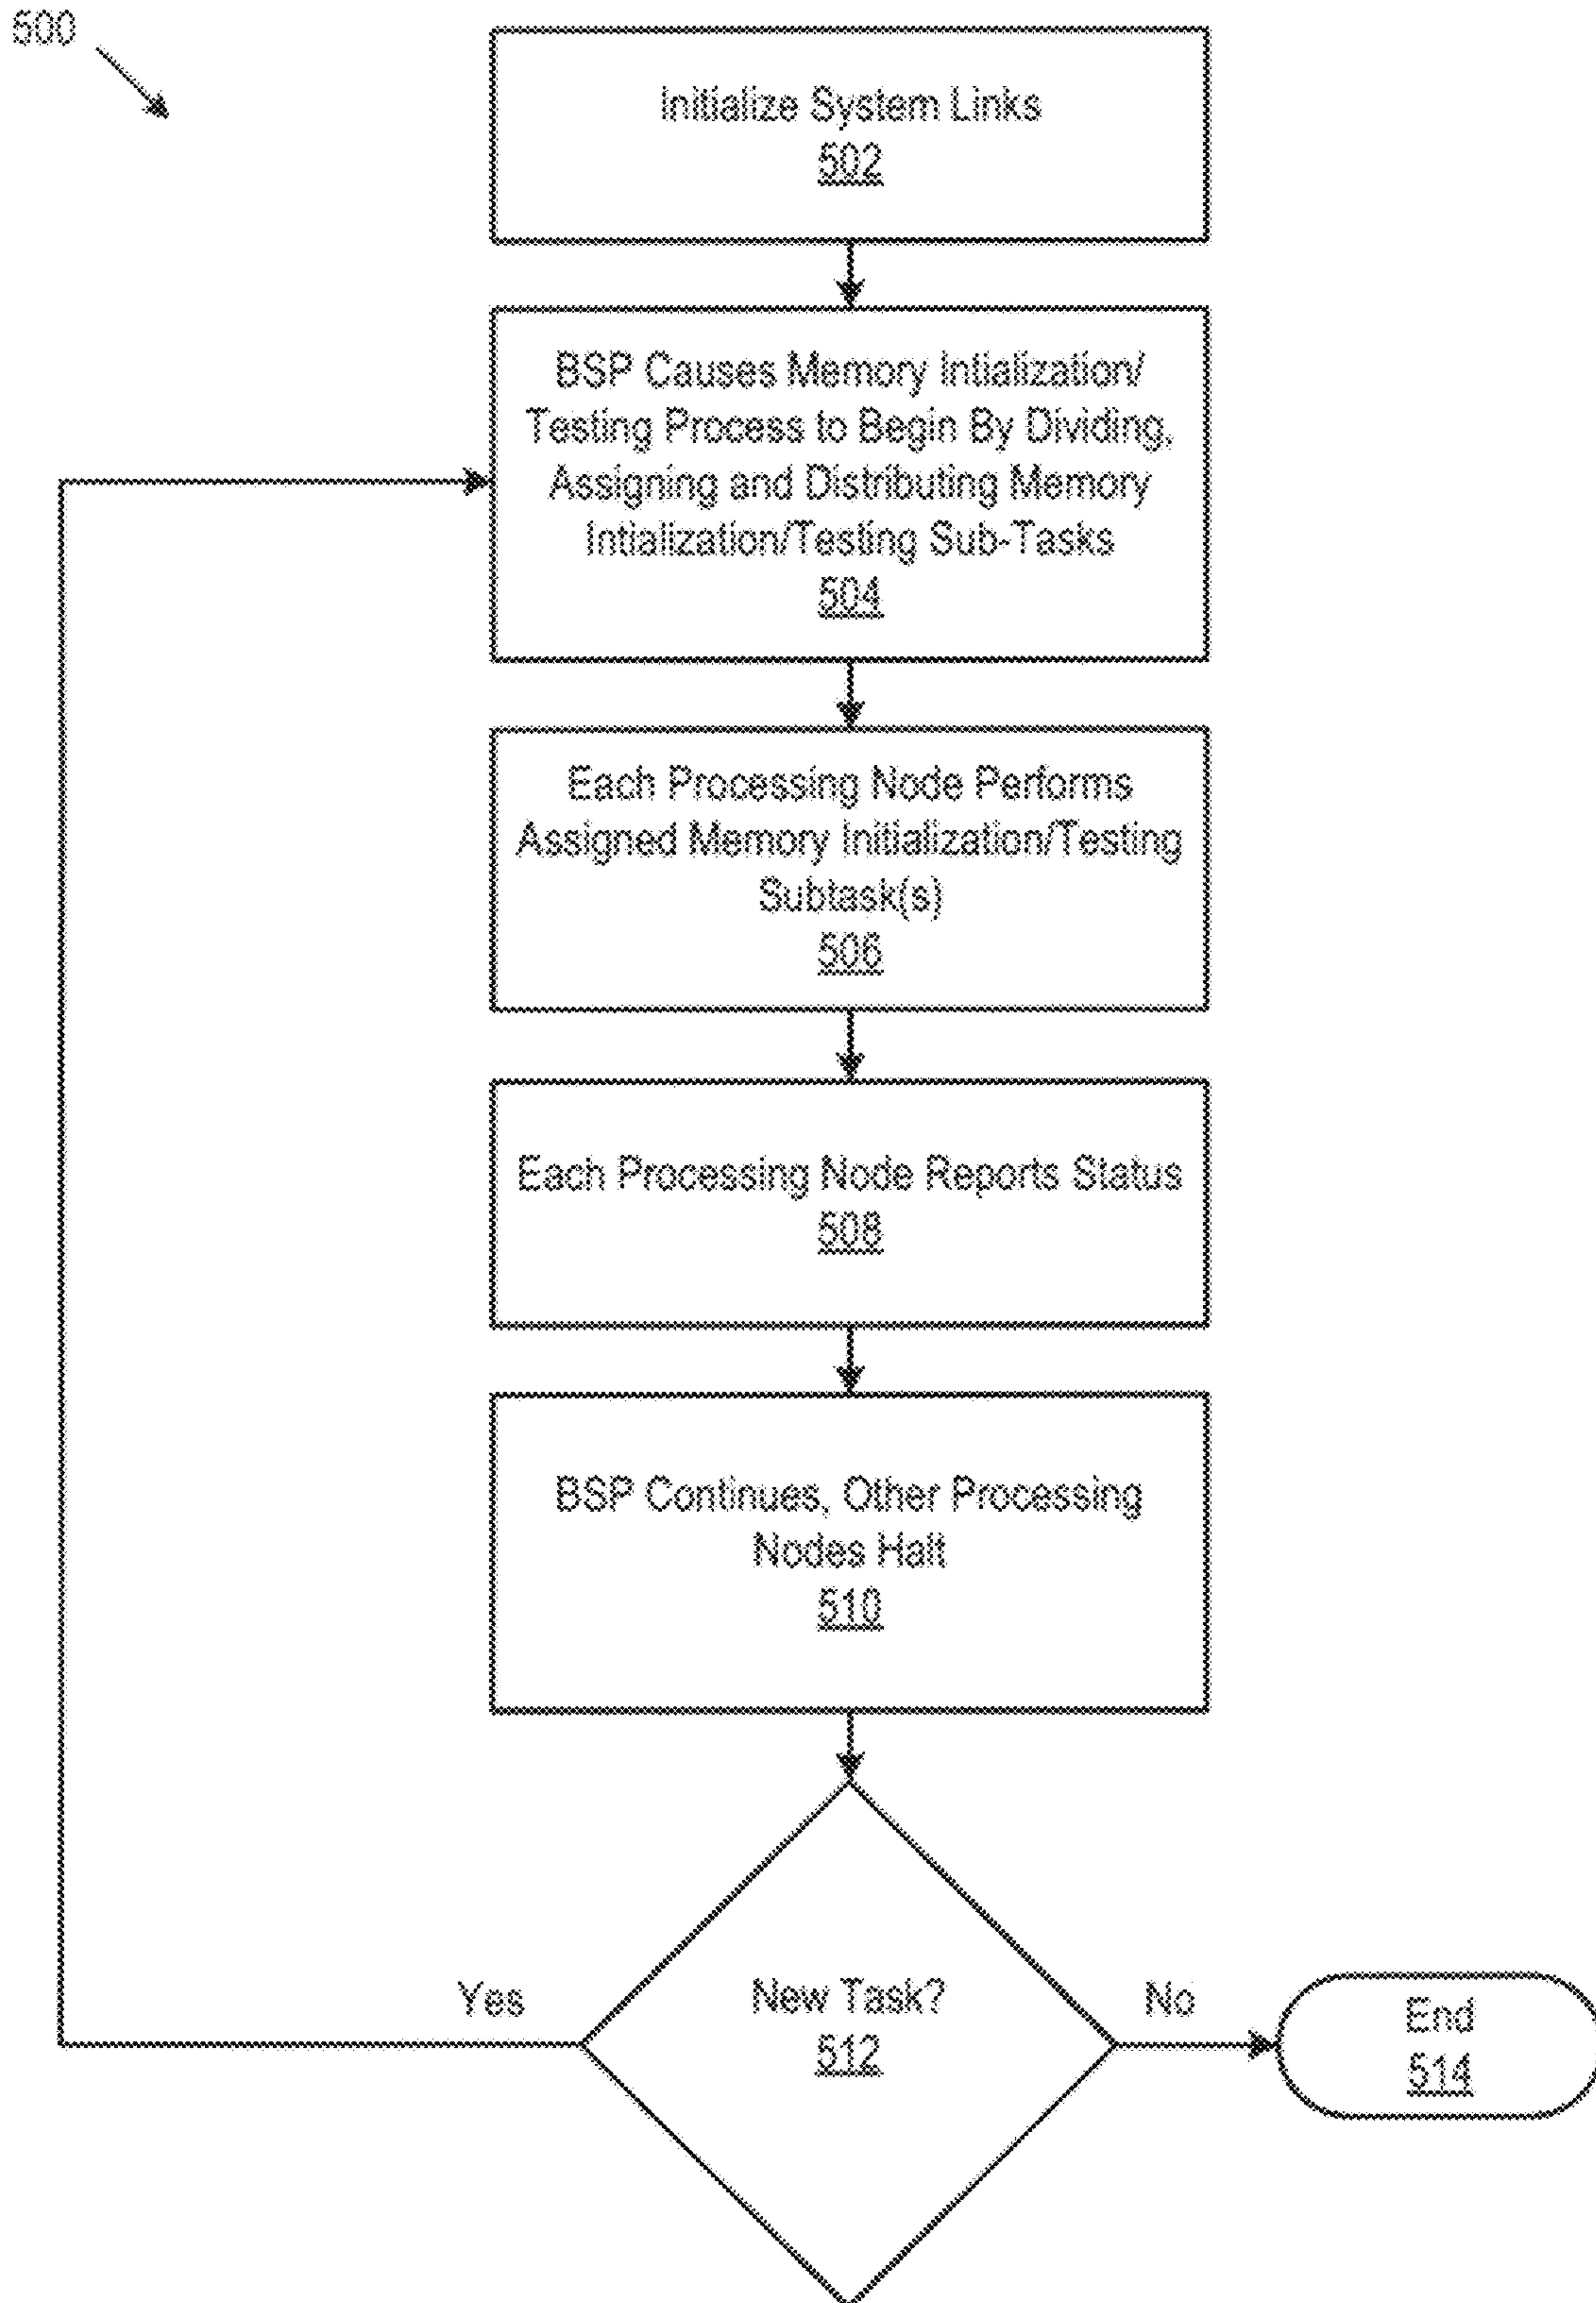 500
Initialize System Links
502
BSP Causes Memory Intialization/
Testing Process to Begin By Dividing,
Assigning and Distributing Memory
Intialization/Testing Sub-Tasks
504
Each Processing Node Performs
Assigned Memory Initialization/Testing
Subtask(s)
506
Each Processing Node Reports Status
508
BSP Continues, Other Processing
Nodes Halt
510
Yes
New Task?
512
No
End
514